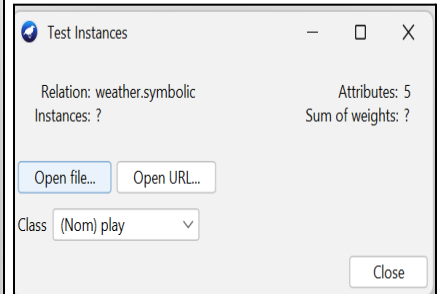 Test Instances
Relation: weather.symbolic Attributes: 5
Instances: ? Sum of weights: ?
Open file... Open URL...
Class (Nom) play
Close